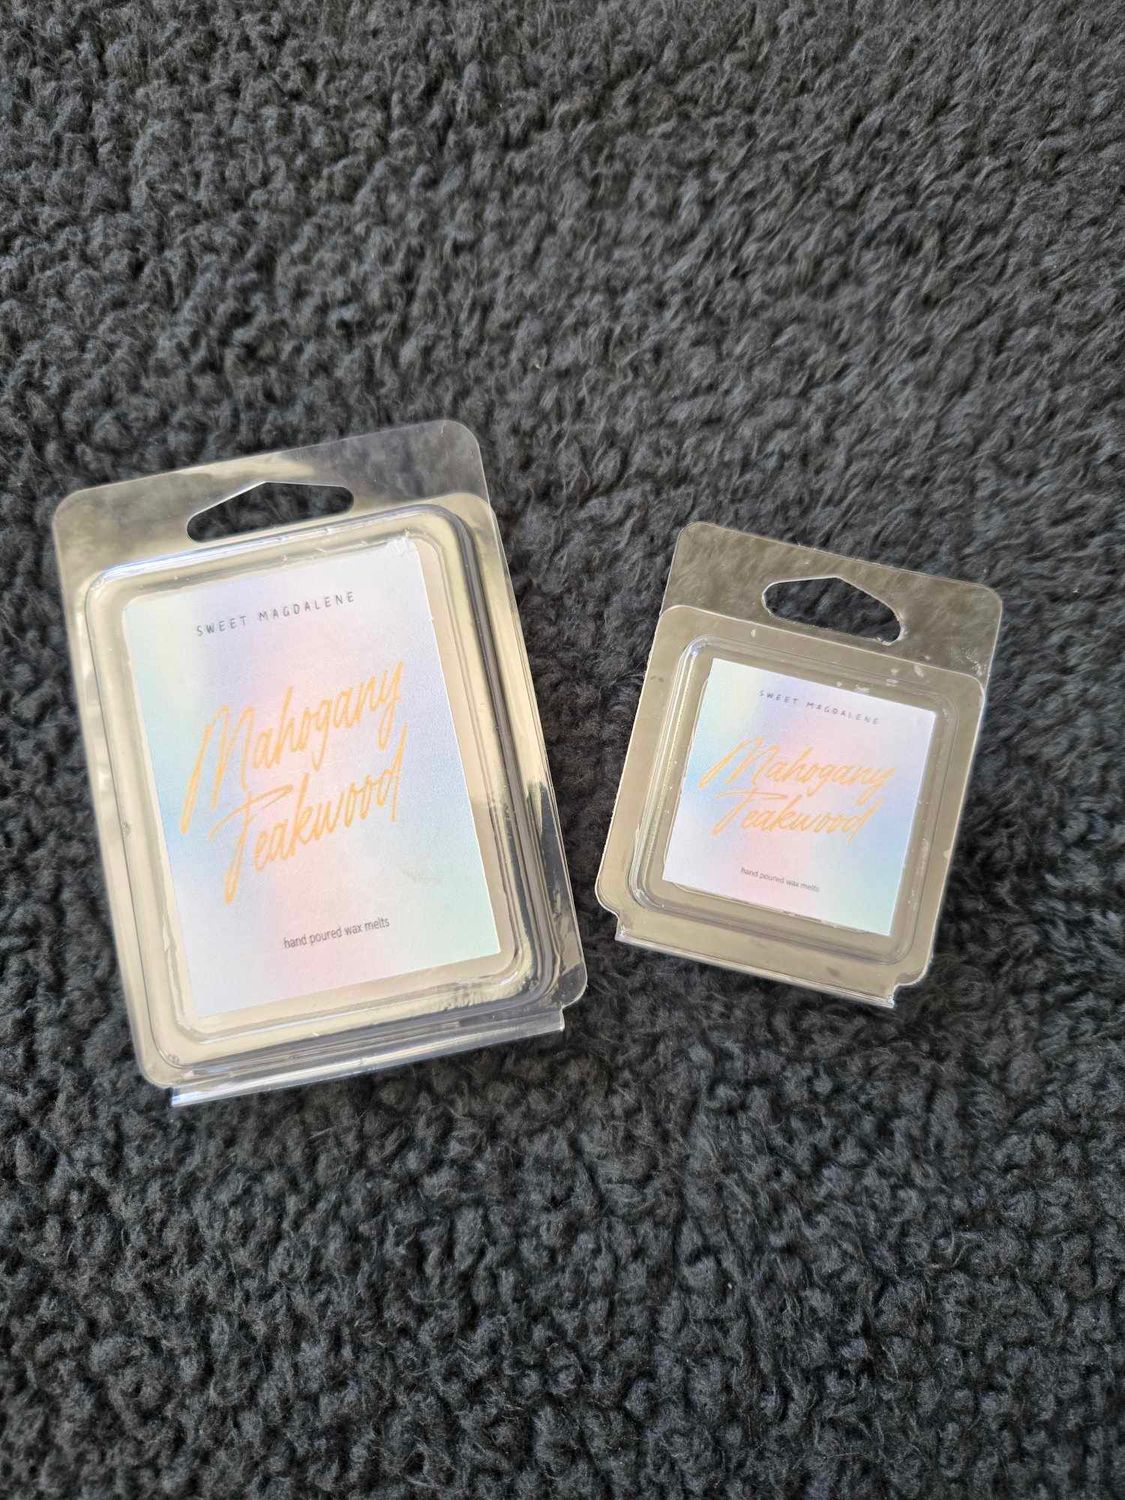 SWEET MAGDALENE
Mahogany
Teakwood
hand poured wax melts
SWEET MAGDALENE
Mahogany
Teakwood
hand poured wax melts